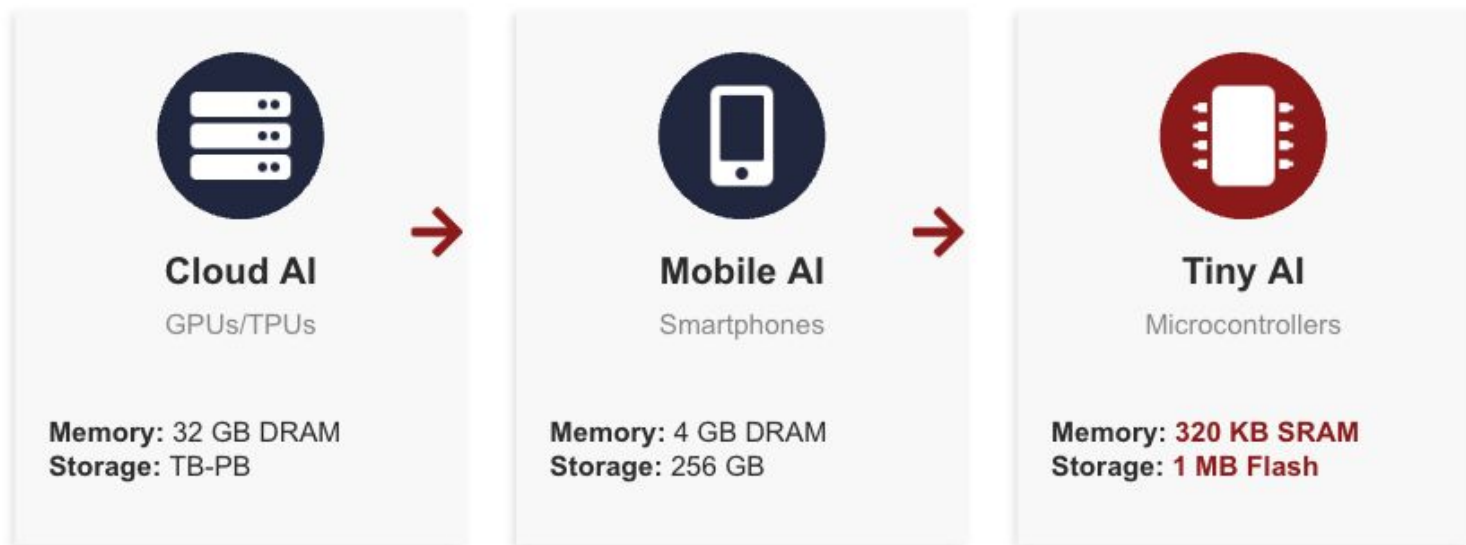 Cloud AI
GPUs/TPUs
Memory: 32 GB DRAM
Storage: TB-PB
Mobile AI
Smartphones
Memory: 4 GB DRAM
Storage: 256 GB
Tiny AI
Microcontrollers
Memory: 320 KB SRAM
Storage: 1 MB Flash